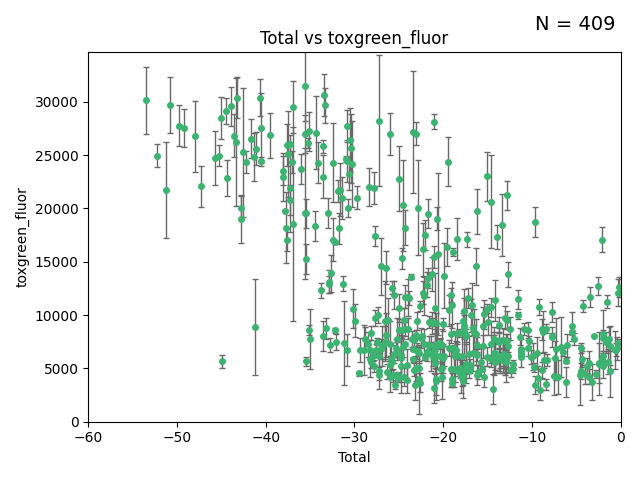 N = 409
Total vs toxgreen_fluor
30000
25000
20000
15000
10000
5000
0
toxgreen_fluor
−60 −50 −40 −30 −20 −10 0
Total